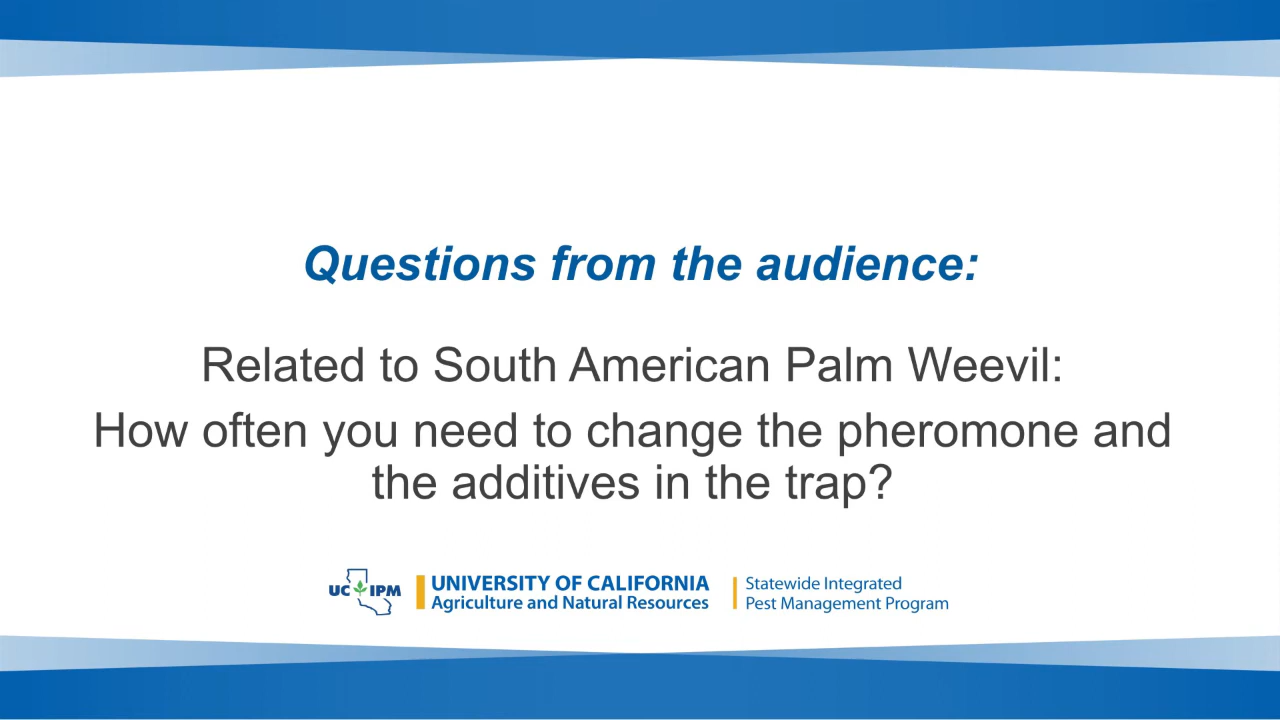 Questions from the audience:
Related to South American Palm Weevil:
How often you need to change the pheromone and
the additives in the trap?
UC IPM
UNIVERSITY OF CALIFORNIA
Agriculture and Natural Resources
Statewide Integrated
Pest Management Program